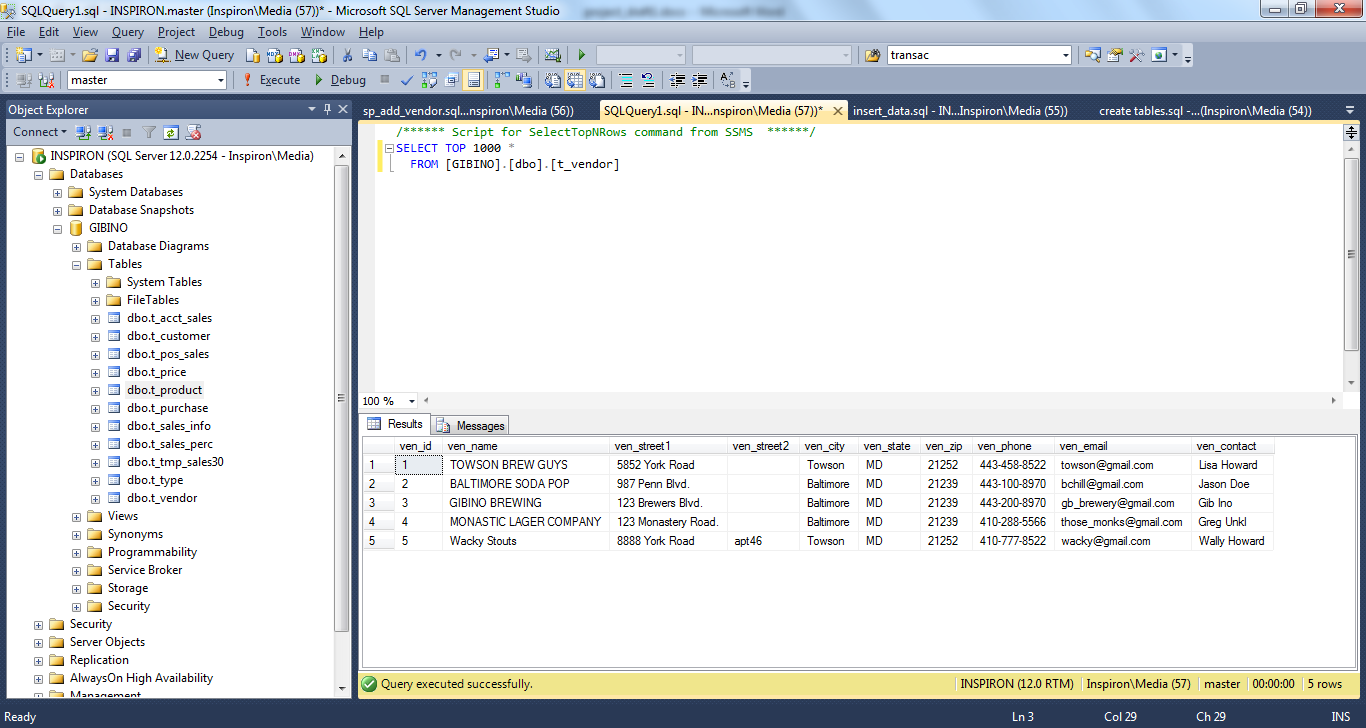 SQLQuery1.sql - INSPIRON.master (Inspiron\Media (57))* - Microsoft SQL Server Management Studio
File Edit View Query Project Debug Tools Window Help
New Query transac
master Execute Debug
Object Explorer
Connect
INSPIRON (SQL Server 12.0.2254 - Inspiron\Media)
Databases
System Databases
Database Snapshots
GIBINO
Database Diagrams
Tables
System Tables
FileTables
dbo.t_acct_sales
dbo.t_customer
dbo.t_pos_sales
dbo.t_price
dbo.t_product
dbo.t_purchase
dbo.t_sales_info
dbo.t_sales_perc
dbo.t_tmp_sales30
dbo.t_type
dbo.t_vendor
Views
Synonyms
Programmability
Service Broker
Storage
Security
Security
Server Objects
Replication
AlwaysOn High Availability
Management
sp_add_vendor.sql...nspiron\Media (56)) SQLQuery1.sql - IN...nspiron\Media (57))* insert_data.sql - IN...Inspiron\Media (55)) create tables.sql -...(Inspiron\Media (54))
/****** Script for SelectTopNRows command from SSMS ******/
SELECT TOP 1000 *
FROM [GIBINO].[dbo].[t_vendor]
100 %
Results Messages
ven_id ven_name ven_street1 ven_street2 ven_city ven_state ven_zip ven_phone ven_email ven_contact
1 1 TOWSON BREW GUYS 5852 York Road Towson MD 21252 443-458-8522 towson@gmail.com Lisa Howard
2 2 BALTIMORE SODA POP 987 Penn Blvd. Baltimore MD 21239 443-100-8970 bchill@gmail.com Jason Doe
3 3 GIBINO BREWING 123 Brewers Blvd. Baltimore MD 21239 443-200-8970 gb_brewery@gmail.com Gib Ino
4 4 MONASTIC LAGER COMPANY 123 Monastery Road. Baltimore MD 21239 410-288-5566 those_monks@gmail.com Greg Unkl
5 5 Wacky Stouts 8888 York Road apt46 Towson MD 21252 410-777-8522 wacky@gmail.com Wally Howard
Query executed successfully. INSPIRON (12.0 RTM) Inspiron\Media (57) master 00:00:00 5 rows
Ready Ln 3 Col 29 Ch 29 INS